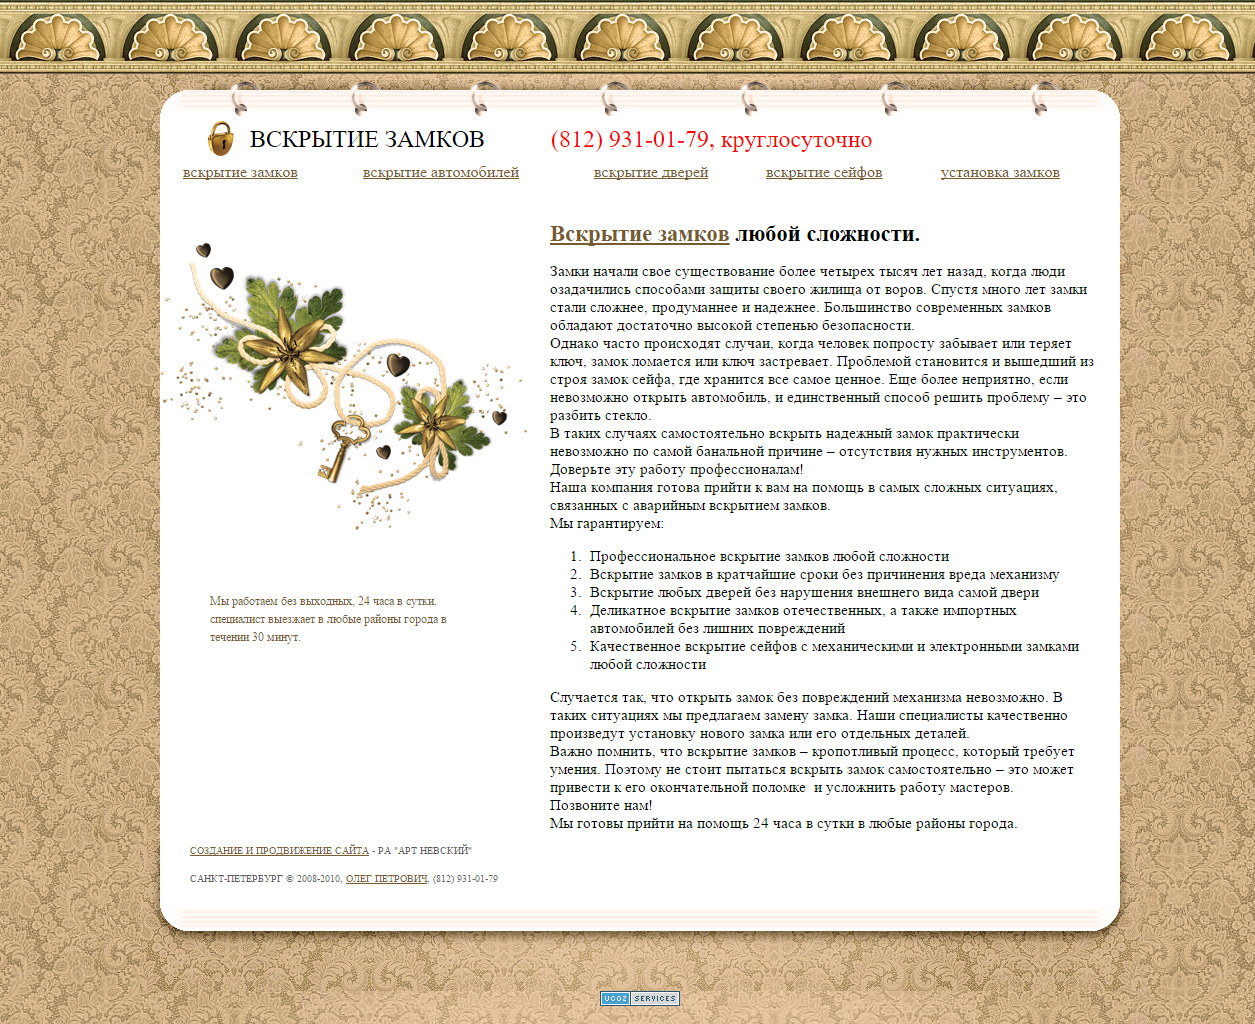 ВСКРЫТИЕ ЗАМКОВ
(812) 931-01-79, круглосуточно
вскрытие замков
вскрытие автомобилей
вскрытие дверей
вскрытие сейфов
установка замков
Вскрытие замков любой сложности.
Замки начали свое существование более четырех тысяч лет назад, когда люди
озадачились способами защиты своего жилища от воров. Спустя много лет замки
стали сложнее, продуманнее и надежнее. Большинство современных замков
обладают достаточно высокой степенью безопасности.
Однако часто происходят случаи, когда человек попросту забывает или теряет
ключ, замок ломается или ключ застревает. Проблемой становится и вышедший из
строя замок сейфа, где хранится все самое ценное. Еще более неприятно, если
невозможно открыть автомобиль, и единственный способ решить проблему – это
разбить стекло.
В таких случаях самостоятельно вскрыть надежный замок практически
невозможно по самой банальной причине – отсутствия нужных инструментов.
Доверьте эту работу профессионалам!
Наша компания готова прийти к вам на помощь в самых сложных ситуациях,
связанных с аварийным вскрытием замков.
Мы гарантируем:
1. Профессиональное вскрытие замков любой сложности
2. Вскрытие замков в кратчайшие сроки без причинения вреда механизму
3. Вскрытие любых дверей без нарушения внешнего вида самой двери
4. Деликатное вскрытие замков отечественных, а также импортных
автомобилей без лишних повреждений
5. Качественное вскрытие сейфов с механическими и электронными замками
любой сложности
Случается так, что открыть замок без повреждений механизма невозможно. В
таких ситуациях мы предлагаем замену замка. Наши специалисты качественно
произведут установку нового замка или его отдельных деталей.
Важно помнить, что вскрытие замков – кропотливый процесс, который требует
умения. Поэтому не стоит пытаться вскрыть замок самостоятельно – это может
привести к его окончательной поломке  и усложнить работу мастеров.
Позвоните нам!
Мы готовы прийти на помощь 24 часа в сутки в любые районы города.
Мы работаем без выходных, 24 часа в сутки.
специалист выезжает в любые районы города в
течении 30 минут.
СОЗДАНИЕ И ПРОДВИЖЕНИЕ САЙТА - РА "АРТ НЕВСКИЙ"
САНКТ-ПЕТЕРБУРГ © 2008-2010, ОЛЕГ ПЕТРОВИЧ, (812) 931-01-79
UCOZ SERVICES